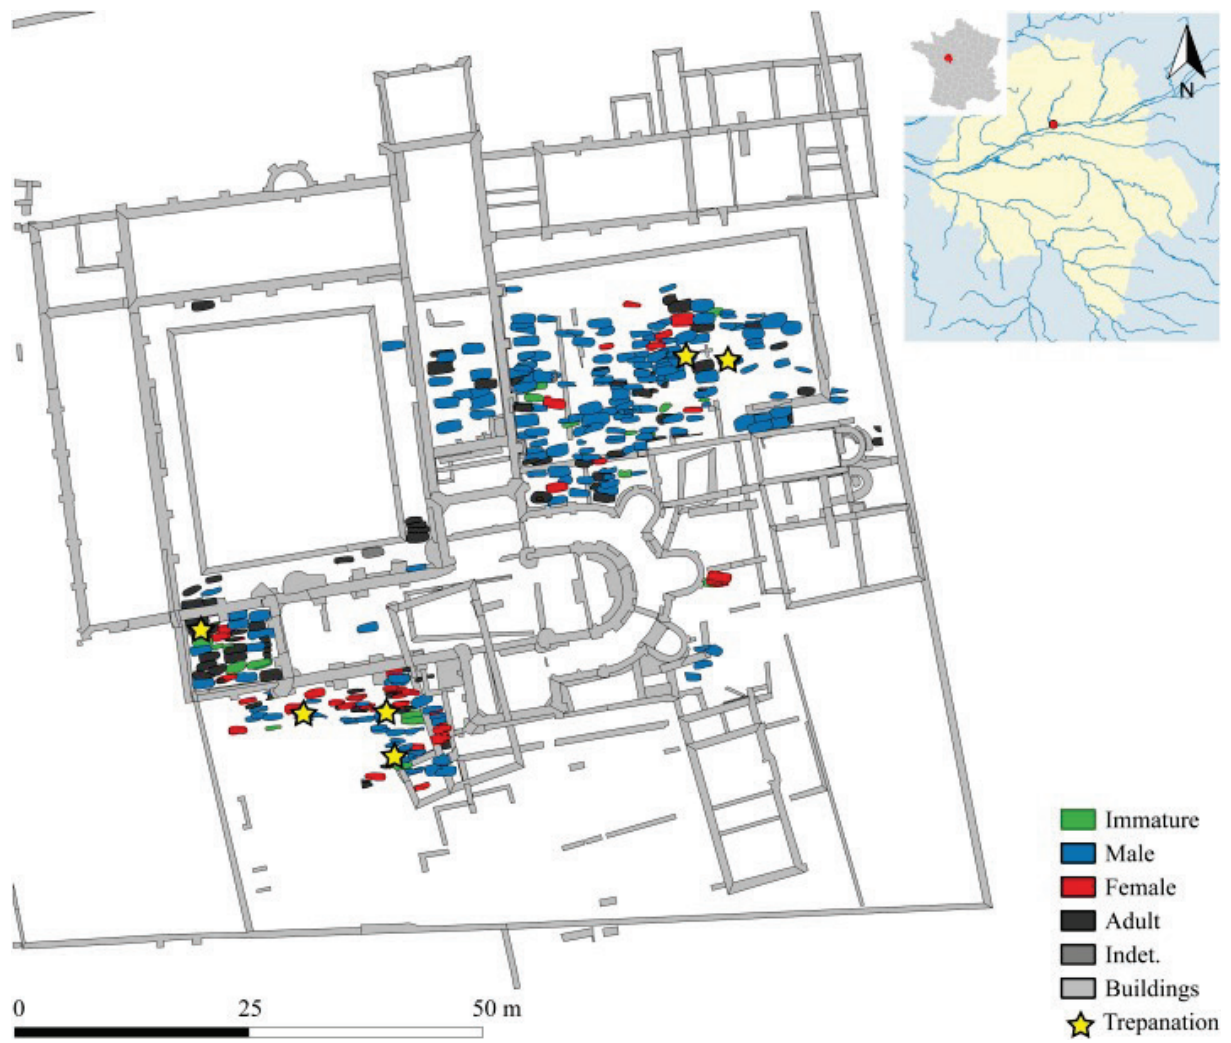 N
Immature
Male
Female
Adult
Indet.
Buildings
Trepanation
0 25 50 m